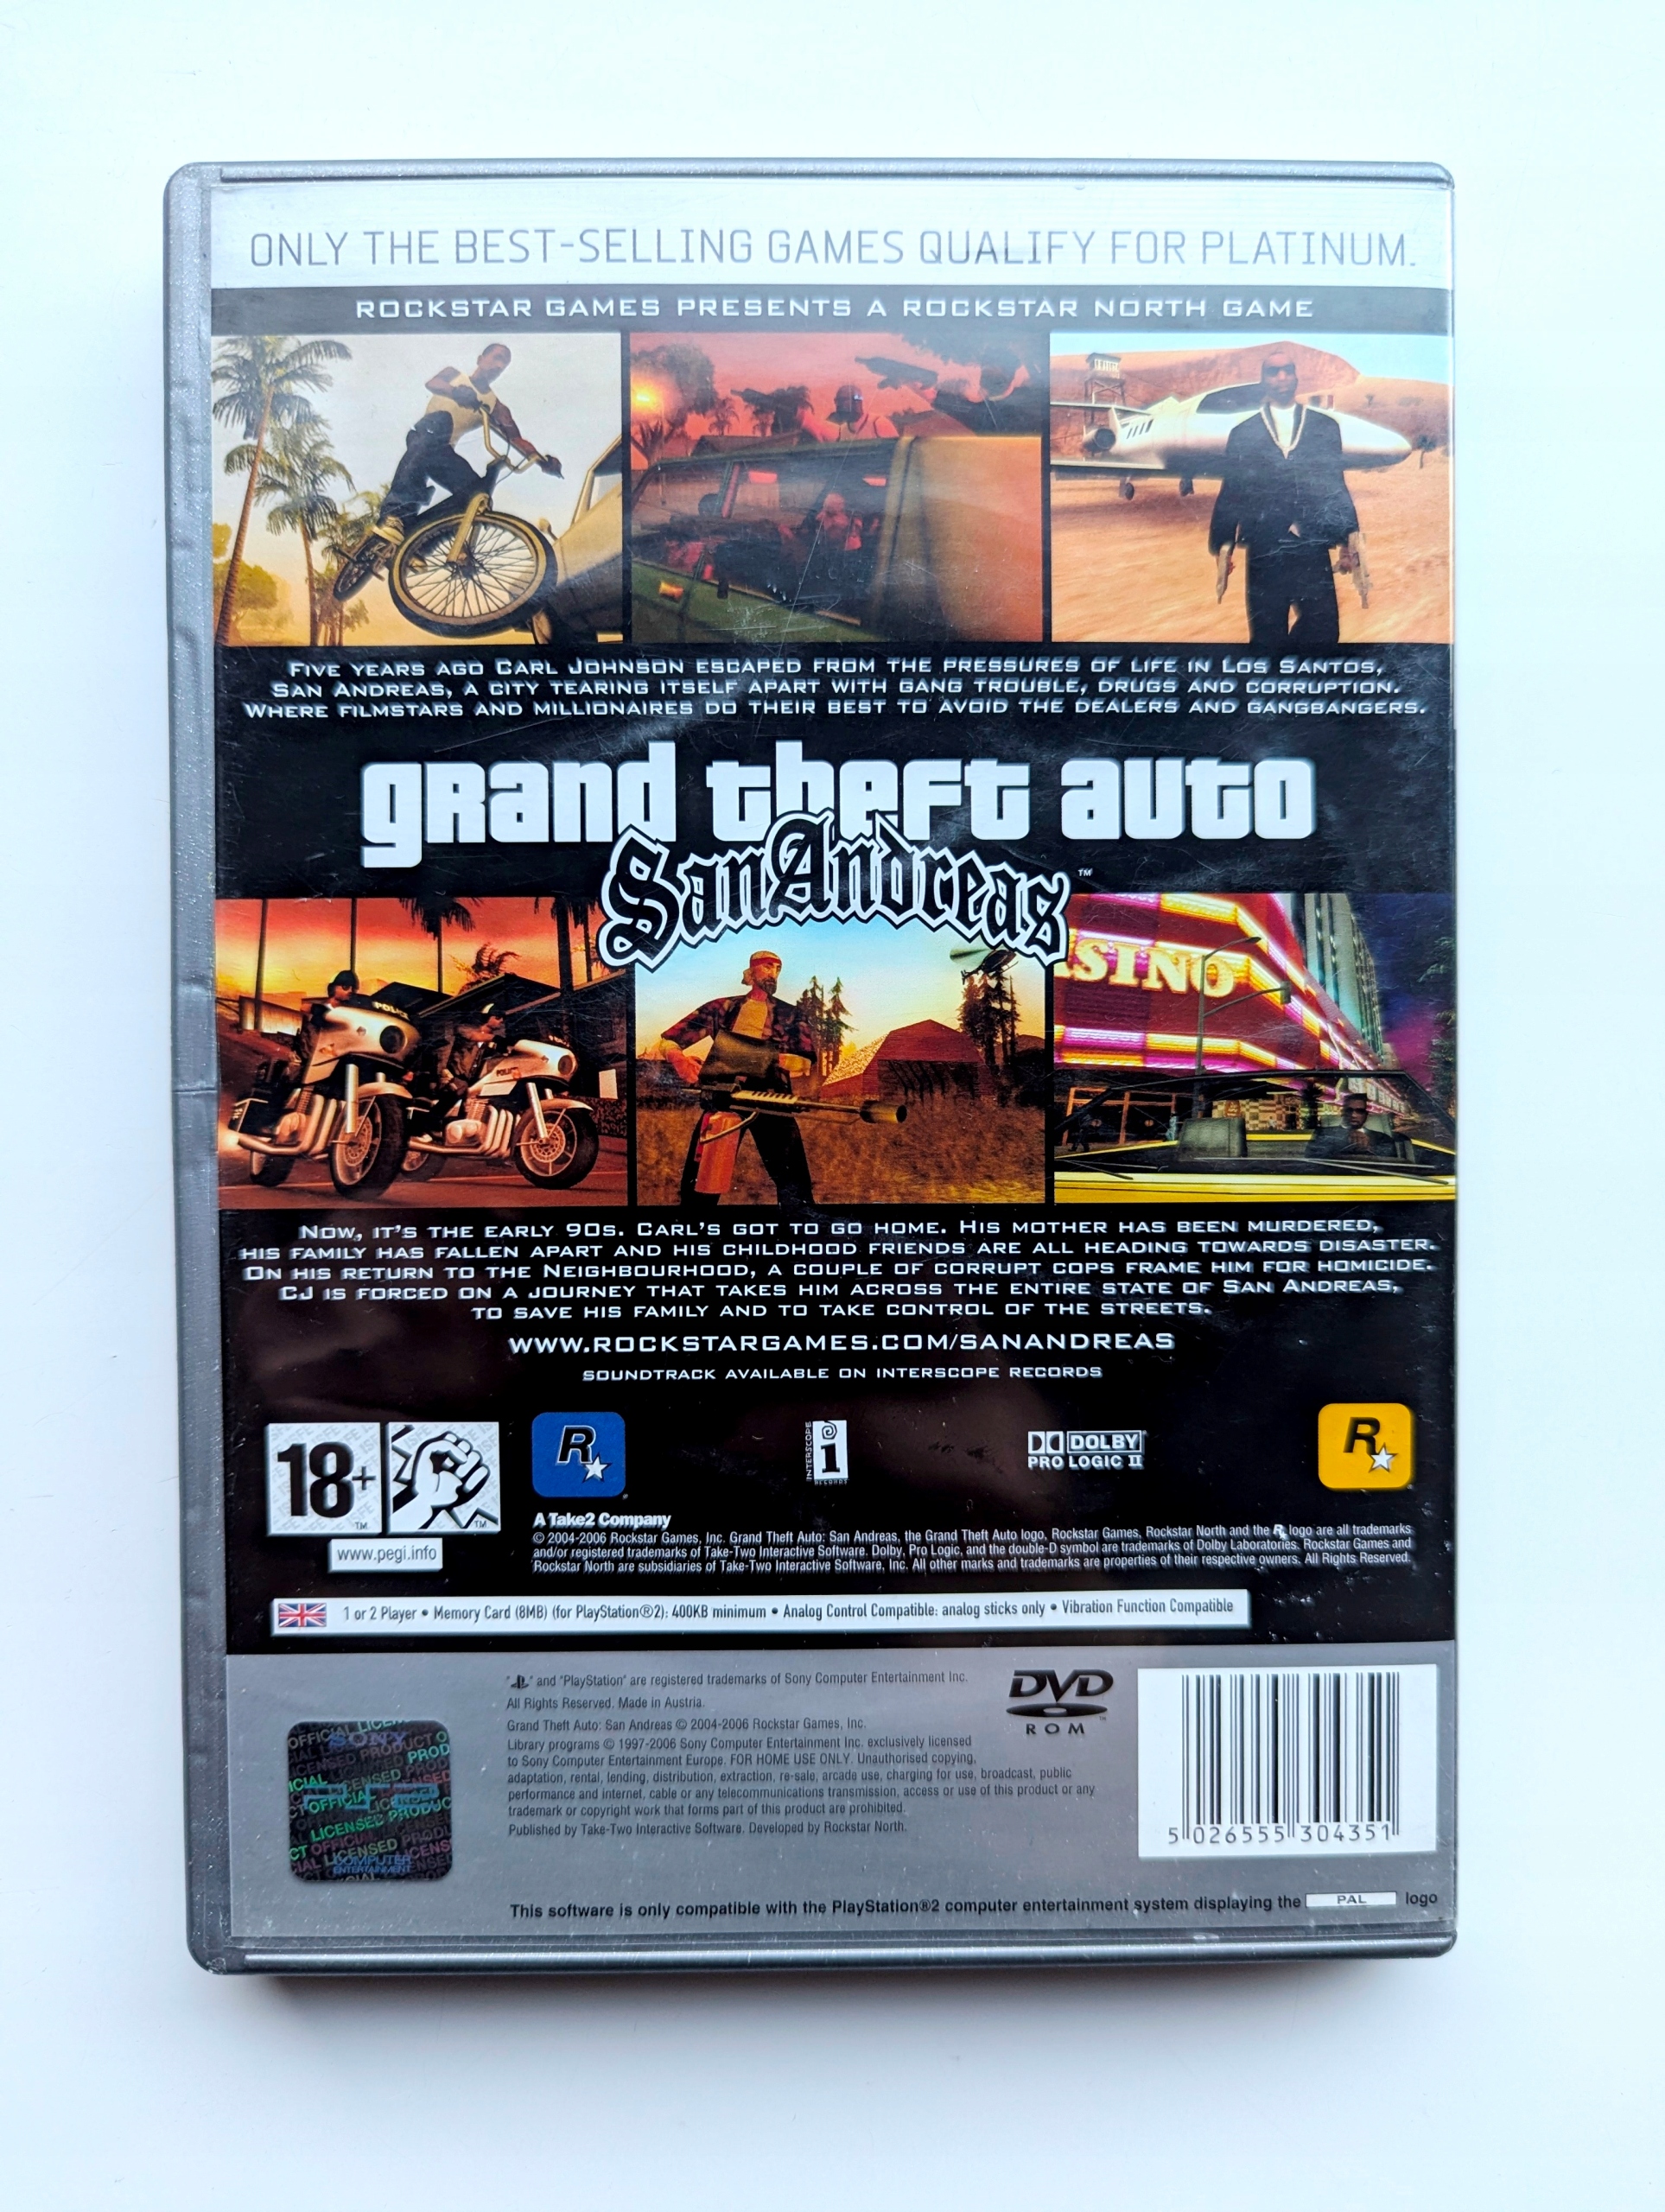 ONLY THE BEST-SELLING GAMES QUALIFY FOR PLATINUM.
ROCKSTAR GAMES PRESENTS A ROCKSTAR NORTH GAME
FIVE YEARS AGO CARL JOHNSON ESCAPED FROM THE PRESSURES OF LIFE IN LOS SANTOS,
SAN ANDREAS, A CITY TEARING ITSELF APART WITH GANG TROUBLE, DRUGS AND CORRUPTION.
WHERE FILMSTARS AND MILLIONAIRES DO THEIR BEST TO AVOID THE DEALERS AND GANGBANGERS.
grand theft auto
San Andreas™
POLICE
POLICE
SINO
NOW, IT'S THE EARLY 90S. CARL'S GOT TO GO HOME. HIS MOTHER HAS BEEN MURDERED,
HIS FAMILY HAS FALLEN APART AND HIS CHILDHOOD FRIENDS ARE ALL HEADING TOWARDS DISASTER.
ON HIS RETURN TO THE NEIGHBOURHOOD, A COUPLE OF CORRUPT COPS FRAME HIM FOR HOMICIDE.
CJ IS FORCED ON A JOURNEY THAT TAKES HIM ACROSS THE ENTIRE STATE OF SAN ANDREAS,
TO SAVE HIS FAMILY AND TO TAKE CONTROL OF THE STREETS.
WWW.ROCKSTARGAMES.COM/SANANDREAS
SOUNDTRACK AVAILABLE ON INTERSCOPE RECORDS
18+™
™
www.pegi.info
R
INTERSCOPE
i
RECORDS
DOLBY
PRO LOGIC II
R
A Take2 Company
© 2004-2006 Rockstar Games, Inc. Grand Theft Auto: San Andreas, the Grand Theft Auto logo, Rockstar Games, Rockstar North and the R logo are all trademarks
and/or registered trademarks of Take-Two Interactive Software. Dolby, Pro Logic, and the double-D symbol are trademarks of Dolby Laboratories. Rockstar Games and
Rockstar North are subsidiaries of Take-Two Interactive Software, Inc. All other marks and trademarks are properties of their respective owners. All Rights Reserved.
1 or 2 Player • Memory Card (8MB) (for PlayStation®2): 400KB minimum • Analog Control Compatible: analog sticks only • Vibration Function Compatible
" " and "PlayStation" are registered trademarks of Sony Computer Entertainment Inc.
All Rights Reserved. Made in Austria.
Grand Theft Auto: San Andreas © 2004-2006 Rockstar Games, Inc.
Library programs © 1997-2006 Sony Computer Entertainment Inc. exclusively licensed
to Sony Computer Entertainment Europe. FOR HOME USE ONLY. Unauthorised copying,
adaptation, rental, lending, distribution, extraction, re-sale, arcade use, charging for use, broadcast, public
performance and internet, cable or any telecommunications transmission, access or use of this product or any
trademark or copyright work that forms part of this product are prohibited.
Published by Take-Two Interactive Software. Developed by Rockstar North.
DVD
ROM
5 026555 304351
SONY
PS2
OFFICIAL LICENSED PRODUCT
COMPUTER
ENTERTAINMENT
This software is only compatible with the PlayStation®2 computer entertainment system displaying the PAL logo